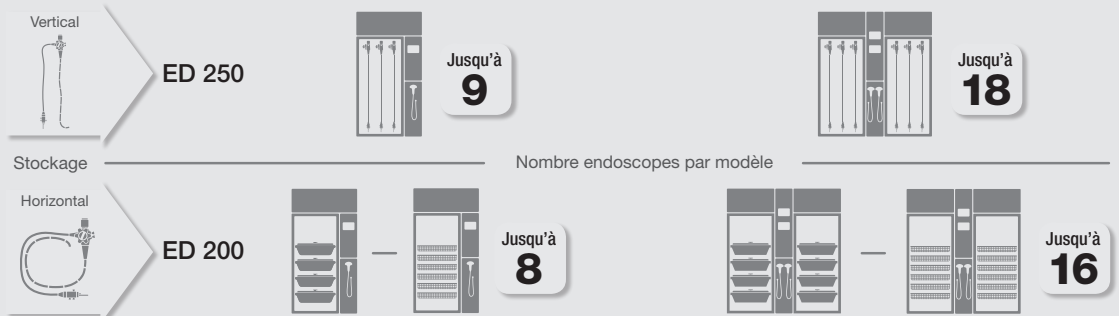 Vertical
ED 250
Jusqu'à
9
Jusqu'à
18
Stockage
Nombre endoscopes par modèle
Horizontal
ED 200
Jusqu'à
8
Jusqu'à
16